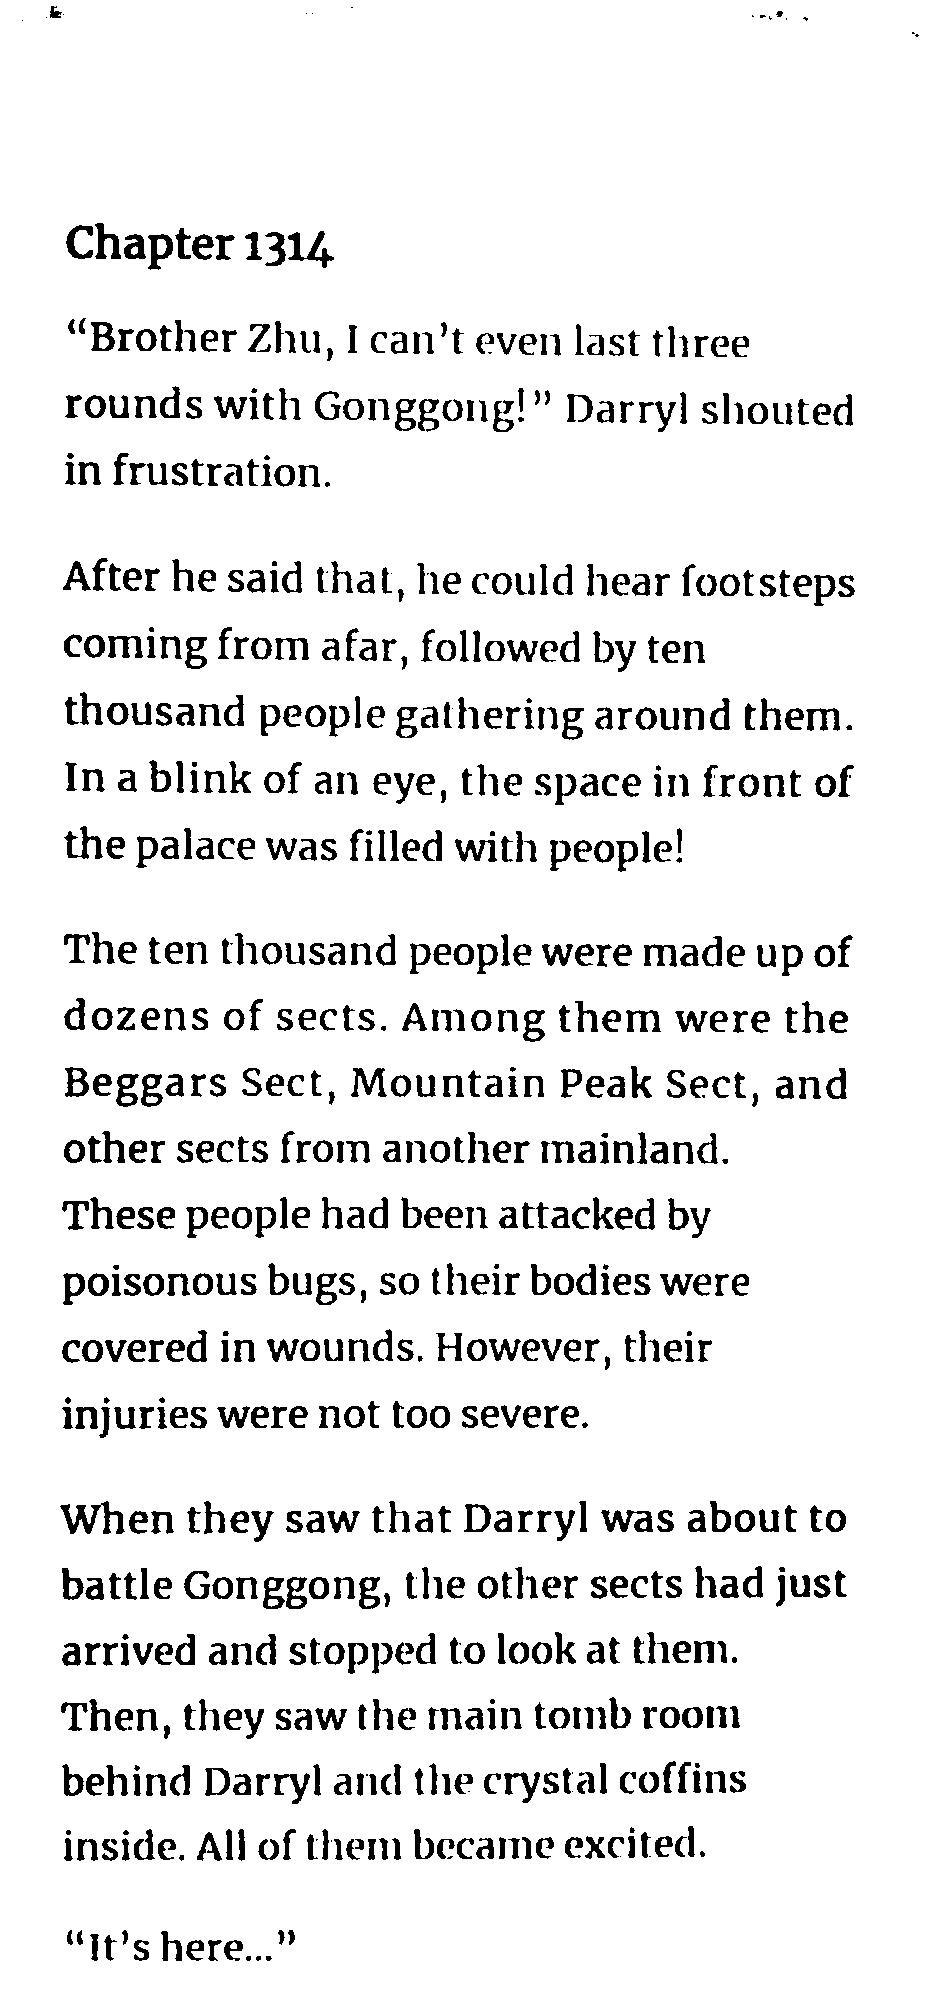 Chapter 1314
“Brother Zhu, I can’t even last three
rounds with Gonggong!” Darryl shouted
in frustration.
After he said that, he could hear footsteps
coming from afar, followed by ten
thousand people gathering around them.
In a blink of an eye, the space in front of
the palace was filled with people!
The ten thousand people were made up of
dozens of sects. Among them were the
Beggars Sect, Mountain Peak Sect, and
other sects from another mainland.
These people had been attacked by
poisonous bugs, so their bodies were
covered in wounds. However, their
injuries were not too severe.
When they saw that Darryl was about to
battle Gonggong, the other sects had just
arrived and stopped to look at them.
Then, they saw the main tomb room
behind Darryl and the crystal coffins
inside. All of them became excited.
“It’s here...”